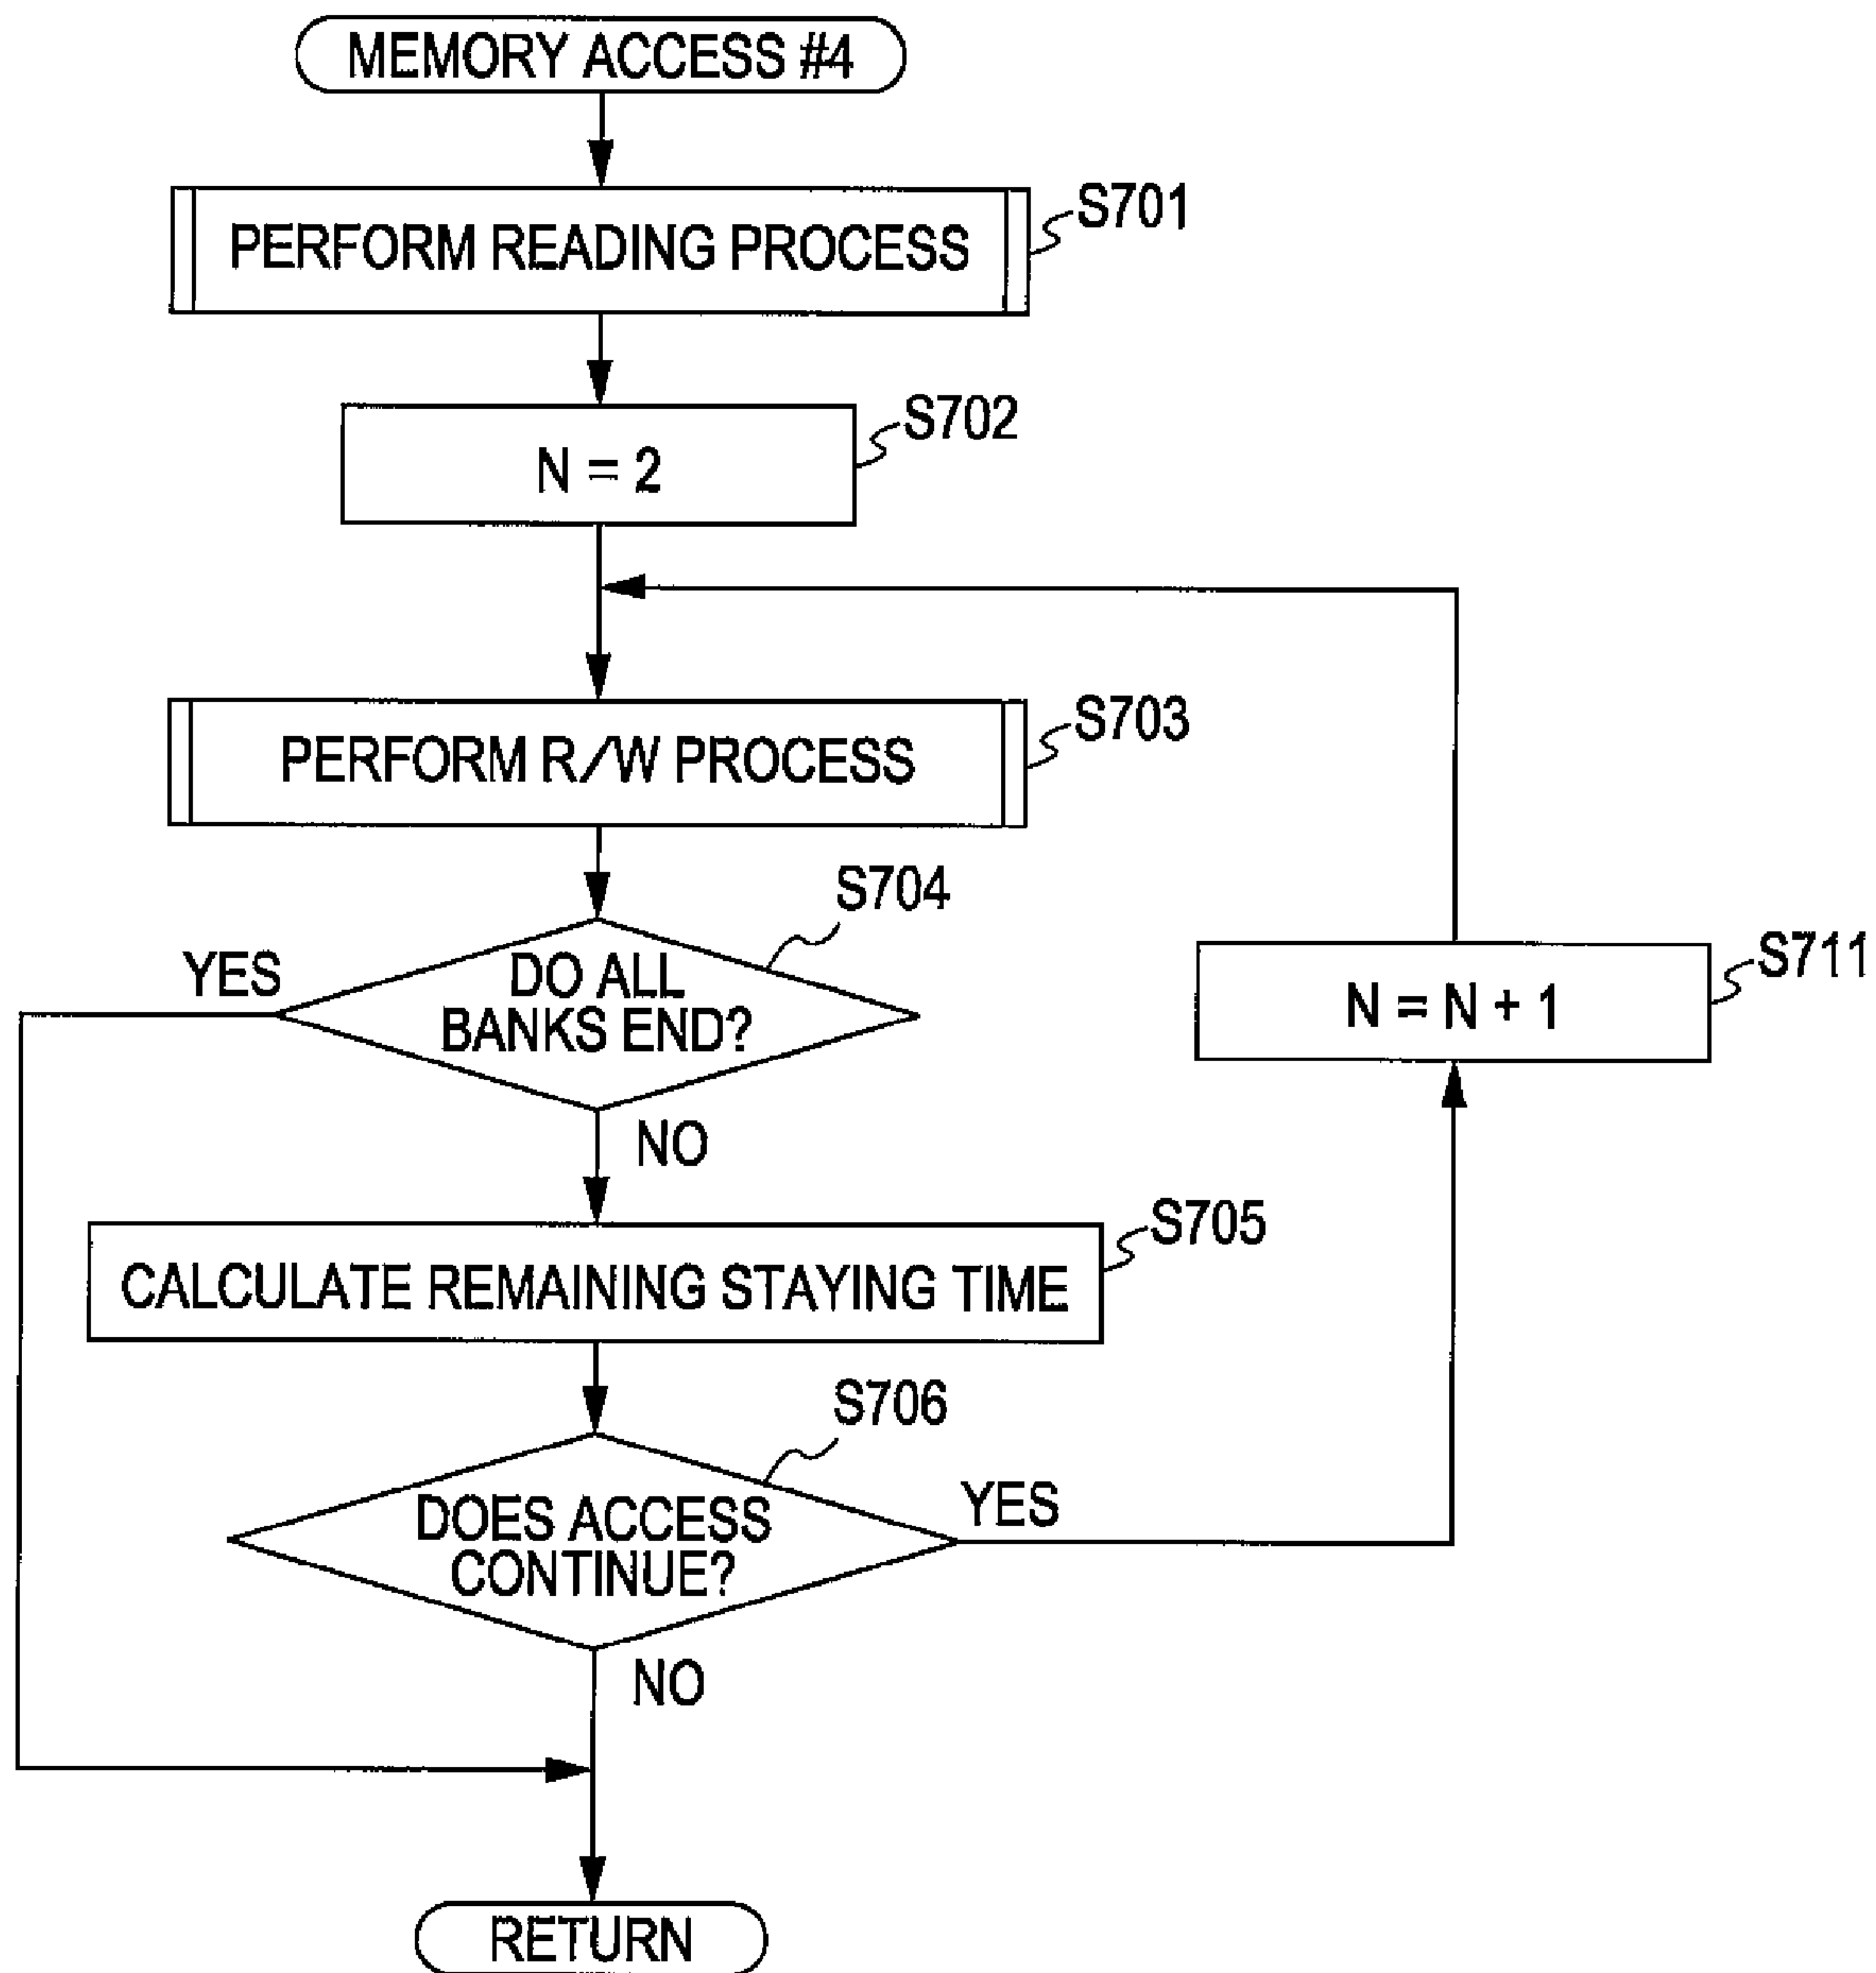 MEMORY ACCESS #4
PERFORM READING PROCESS
S701
N = 2
S702
PERFORM R/W PROCESS
S703
S704
YES
DO ALL
BANKS END?
NO
N = N + 1
S711
CALCULATE REMAINING STAYING TIME
S705
S706
DOES ACCESS
CONTINUE?
YES
NO
RETURN